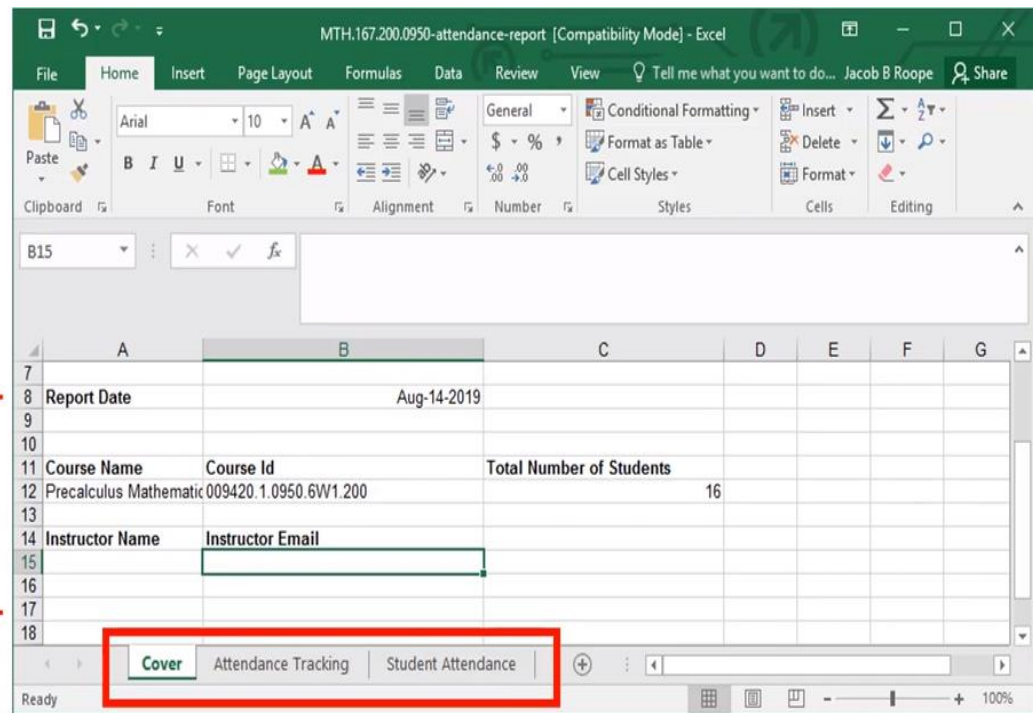 MTH.167.200.0950-attendance-report [Compatibility Mode] - Excel
File Home Insert Page Layout Formulas Data Review View Tell me what you want to do... Jacob B Roope Share
Arial 10 A A General Conditional Formatting Insert Σ
Paste B I U A $ % , Format as Table Delete
Cell Styles Format
Clipboard Font Alignment Number Styles Cells Editing
B15 fx
A B C D E F G
7
8 Report Date Aug-14-2019
9
10
11 Course Name Course Id Total Number of Students
12 Precalculus Mathematic 009420.1.0950.6W1.200 16
13
14 Instructor Name Instructor Email
15
16
17
18
Cover Attendance Tracking Student Attendance
Ready 100%